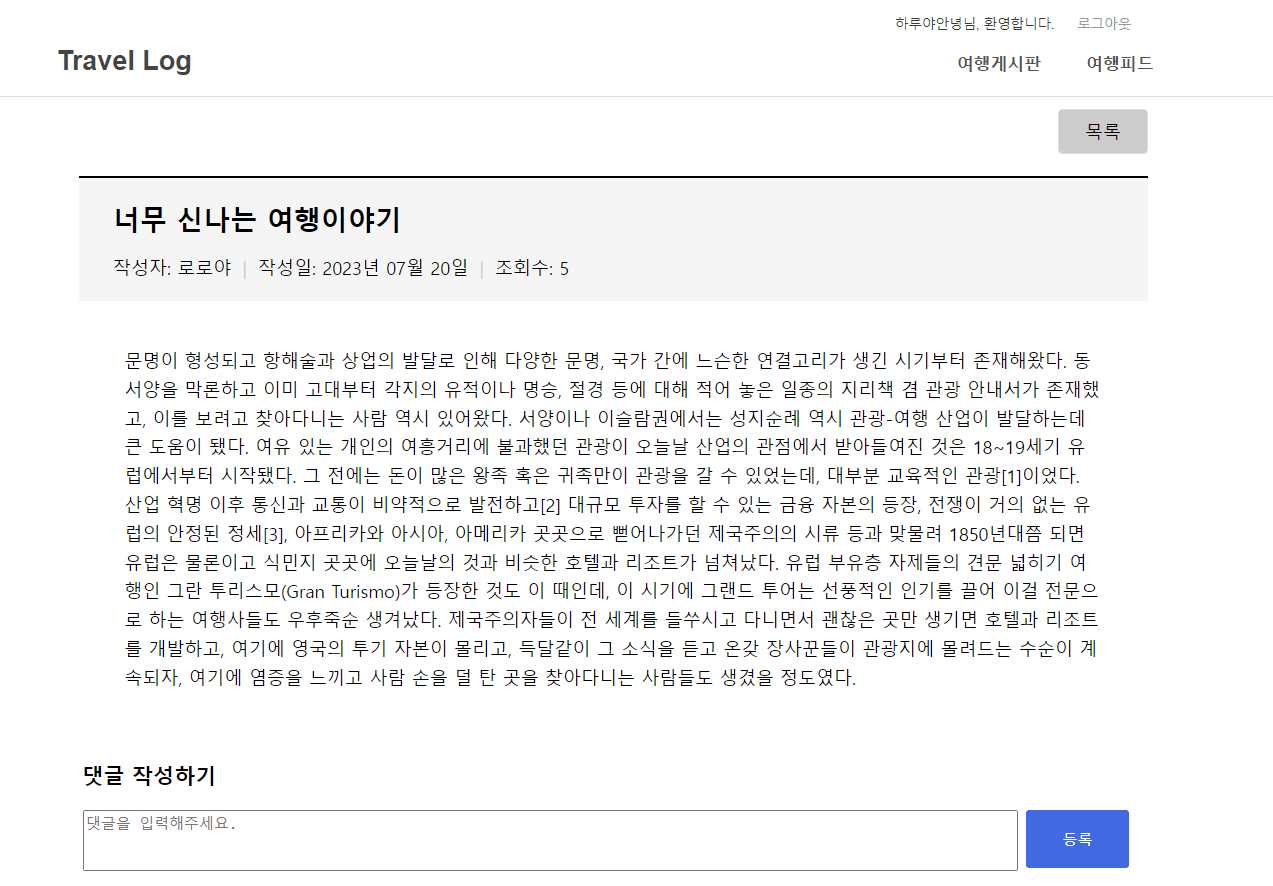 하루야안녕님, 환영합니다. 로그아웃
Travel Log
여행게시판 여행피드
목록
너무 신나는 여행이야기
작성자: 로로야 | 작성일: 2023년 07월 20일 | 조회수: 5
문명이 형성되고 항해술과 상업의 발달로 인해 다양한 문명, 국가 간에 느슨한 연결고리가 생긴 시기부터 존재해왔다. 동
서양을 막론하고 이미 고대부터 각지의 유적이나 명승, 절경 등에 대해 적어 놓은 일종의 지리책 겸 관광 안내서가 존재했
고, 이를 보려고 찾아다니는 사람 역시 있어왔다. 서양이나 이슬람권에서는 성지순례 역시 관광-여행 산업이 발달하는데
큰 도움이 됐다. 여유 있는 개인의 여흥거리에 불과했던 관광이 오늘날 산업의 관점에서 받아들여진 것은 18~19세기 유
럽에서부터 시작됐다. 그 전에는 돈이 많은 왕족 혹은 귀족만이 관광을 갈 수 있었는데, 대부분 교육적인 관광[1]이었다.
산업 혁명 이후 통신과 교통이 비약적으로 발전하고[2] 대규모 투자를 할 수 있는 금융 자본의 등장, 전쟁이 거의 없는 유
럽의 안정된 정세[3], 아프리카와 아시아, 아메리카 곳곳으로 뻗어나가던 제국주의의 시류 등과 맞물려 1850년대쯤 되면
유럽은 물론이고 식민지 곳곳에 오늘날의 것과 비슷한 호텔과 리조트가 넘쳐났다. 유럽 부유층 자제들의 견문 넓히기 여
행인 그란 투리스모(Gran Turismo)가 등장한 것도 이 때인데, 이 시기에 그랜드 투어는 선풍적인 인기를 끌어 이걸 전문으
로 하는 여행사들도 우후죽순 생겨났다. 제국주의자들이 전 세계를 들쑤시고 다니면서 괜찮은 곳만 생기면 호텔과 리조트
를 개발하고, 여기에 영국의 투기 자본이 몰리고, 득달같이 그 소식을 듣고 온갖 장사꾼들이 관광지에 몰려드는 수순이 계
속되자, 여기에 염증을 느끼고 사람 손을 덜 탄 곳을 찾아다니는 사람들도 생겼을 정도였다.
댓글 작성하기
댓글을 입력해주세요.
등록